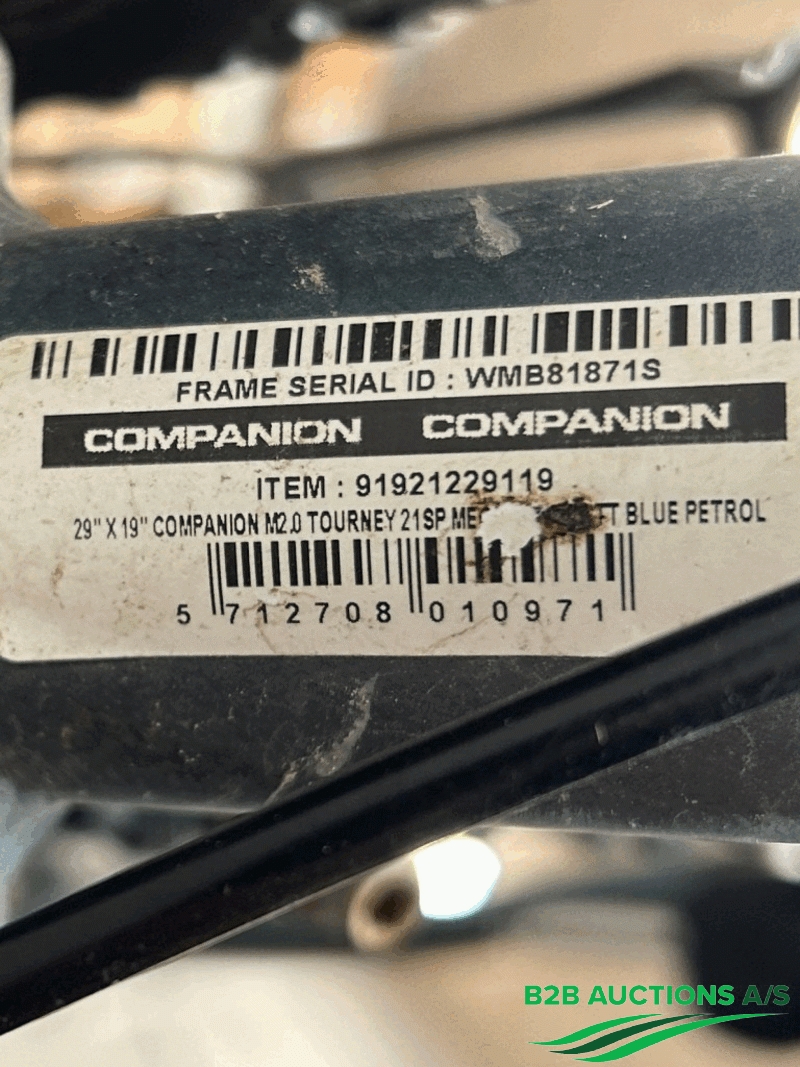 FRAME SERIAL ID : WMB81871S
COMPANION COMPANION
ITEM : 91921229119
29" X 19" COMPANION M2.0 TOURNEY 21SP BLUE PETROL
5 712708 010971
B2B AUCTIONS A/S